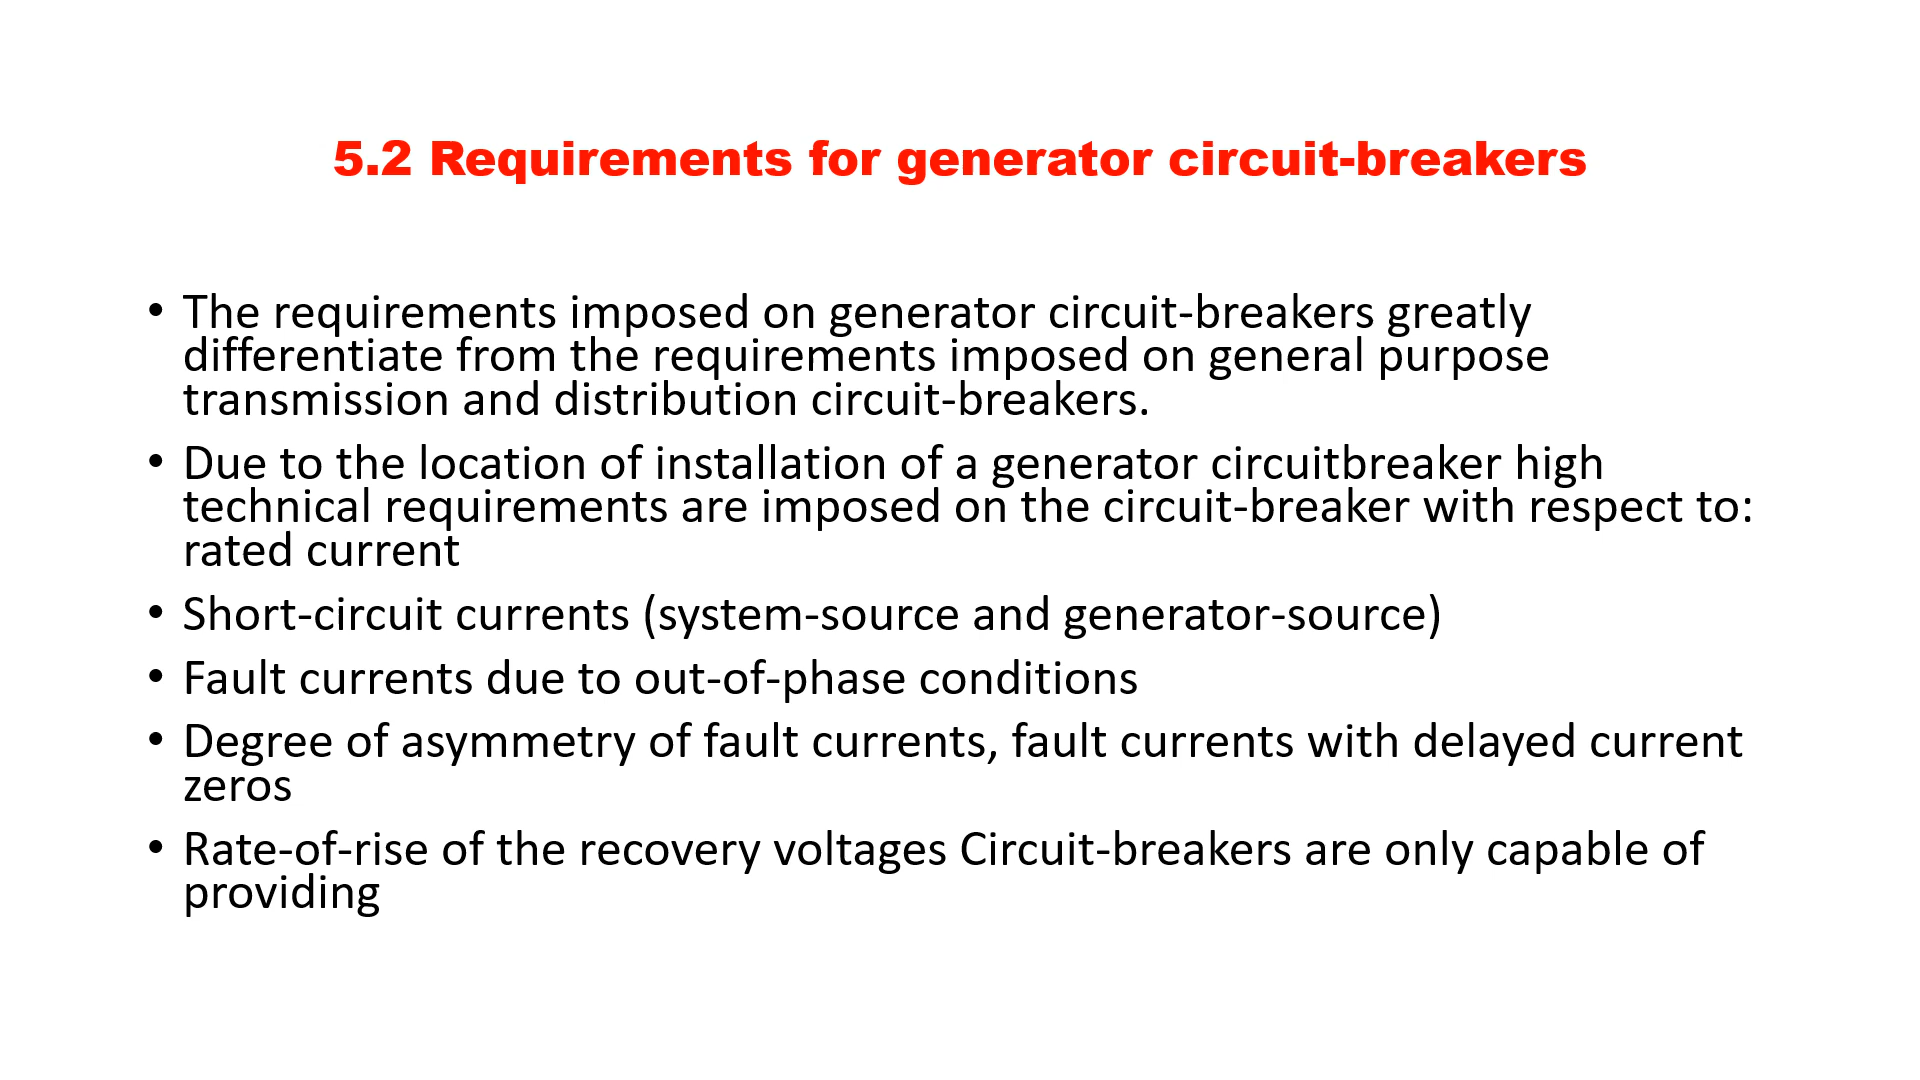 5.2 Requirements for generator circuit-breakers
• The requirements imposed on generator circuit-breakers greatly
differentiate from the requirements imposed on general purpose
transmission and distribution circuit-breakers.
• Due to the location of installation of a generator circuitbreaker high
technical requirements are imposed on the circuit-breaker with respect to:
rated current
• Short-circuit currents (system-source and generator-source)
• Fault currents due to out-of-phase conditions
• Degree of asymmetry of fault currents, fault currents with delayed current
zeros
• Rate-of-rise of the recovery voltages Circuit-breakers are only capable of
providing